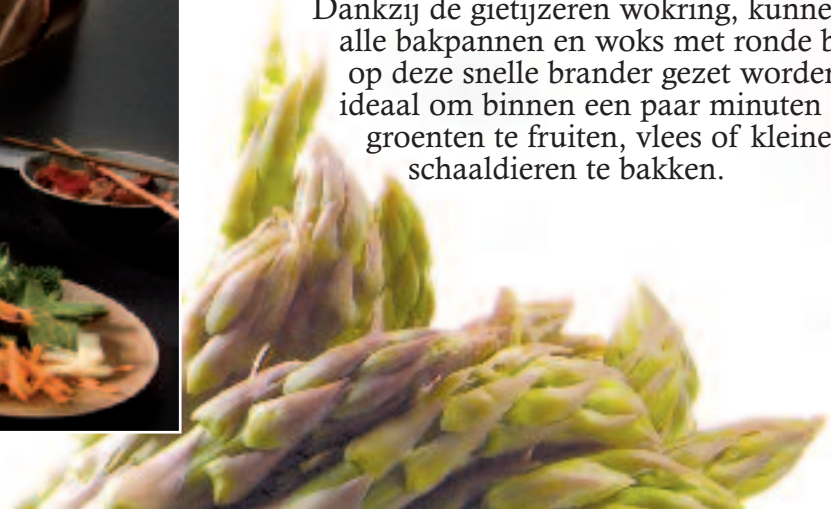 Dankzij de gietijzeren wokring, kunne
alle bakpannen en woks met ronde b
op deze snelle brander gezet worden
ideaal om binnen een paar minuten
groenten te fruiten, vlees of kleine
schaaldieren te bakken.